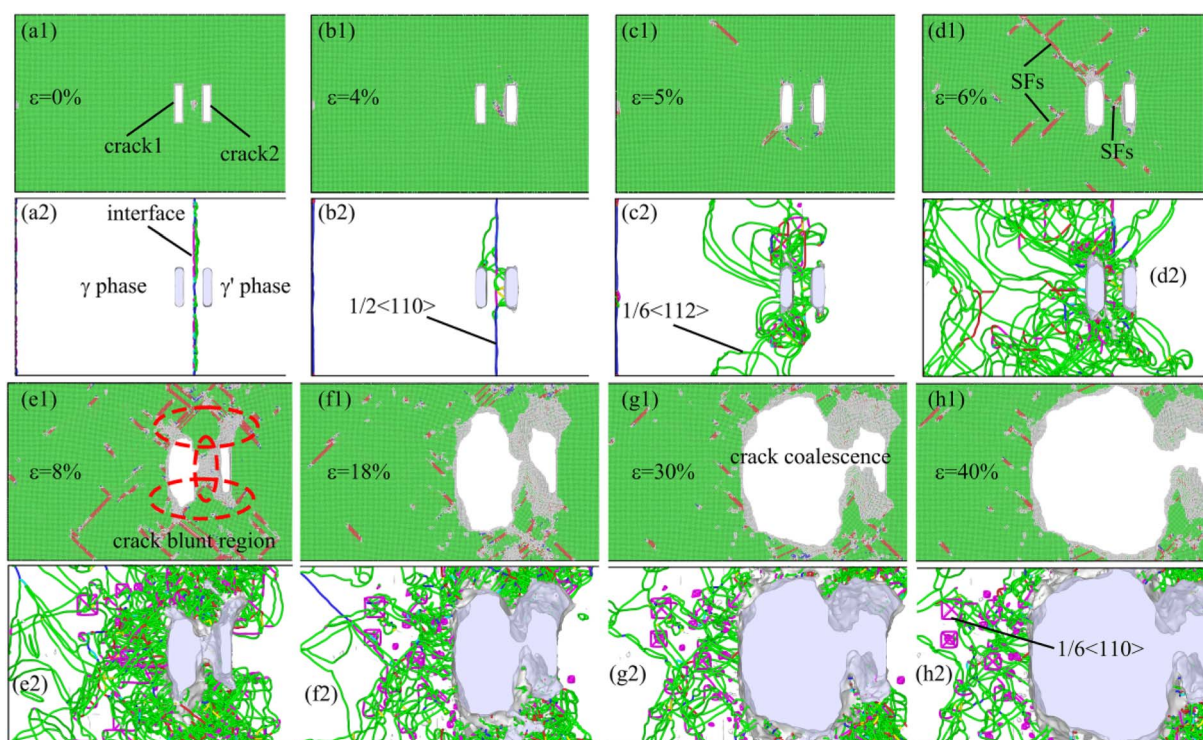 (a1)
ε=0%
crack1
crack2
(b1)
ε=4%
(c1)
ε=5%
(d1)
ε=6%
SFs
SFs
(a2)
interface
γ phase
γ' phase
(b2)
1/2<110>
(c2)
1/6<112>
(d2)
(e1)
ε=8%
crack blunt region
(f1)
ε=18%
(g1)
ε=30%
crack coalescence
(h1)
ε=40%
(e2)
(f2)
(g2)
(h2)
1/6<110>